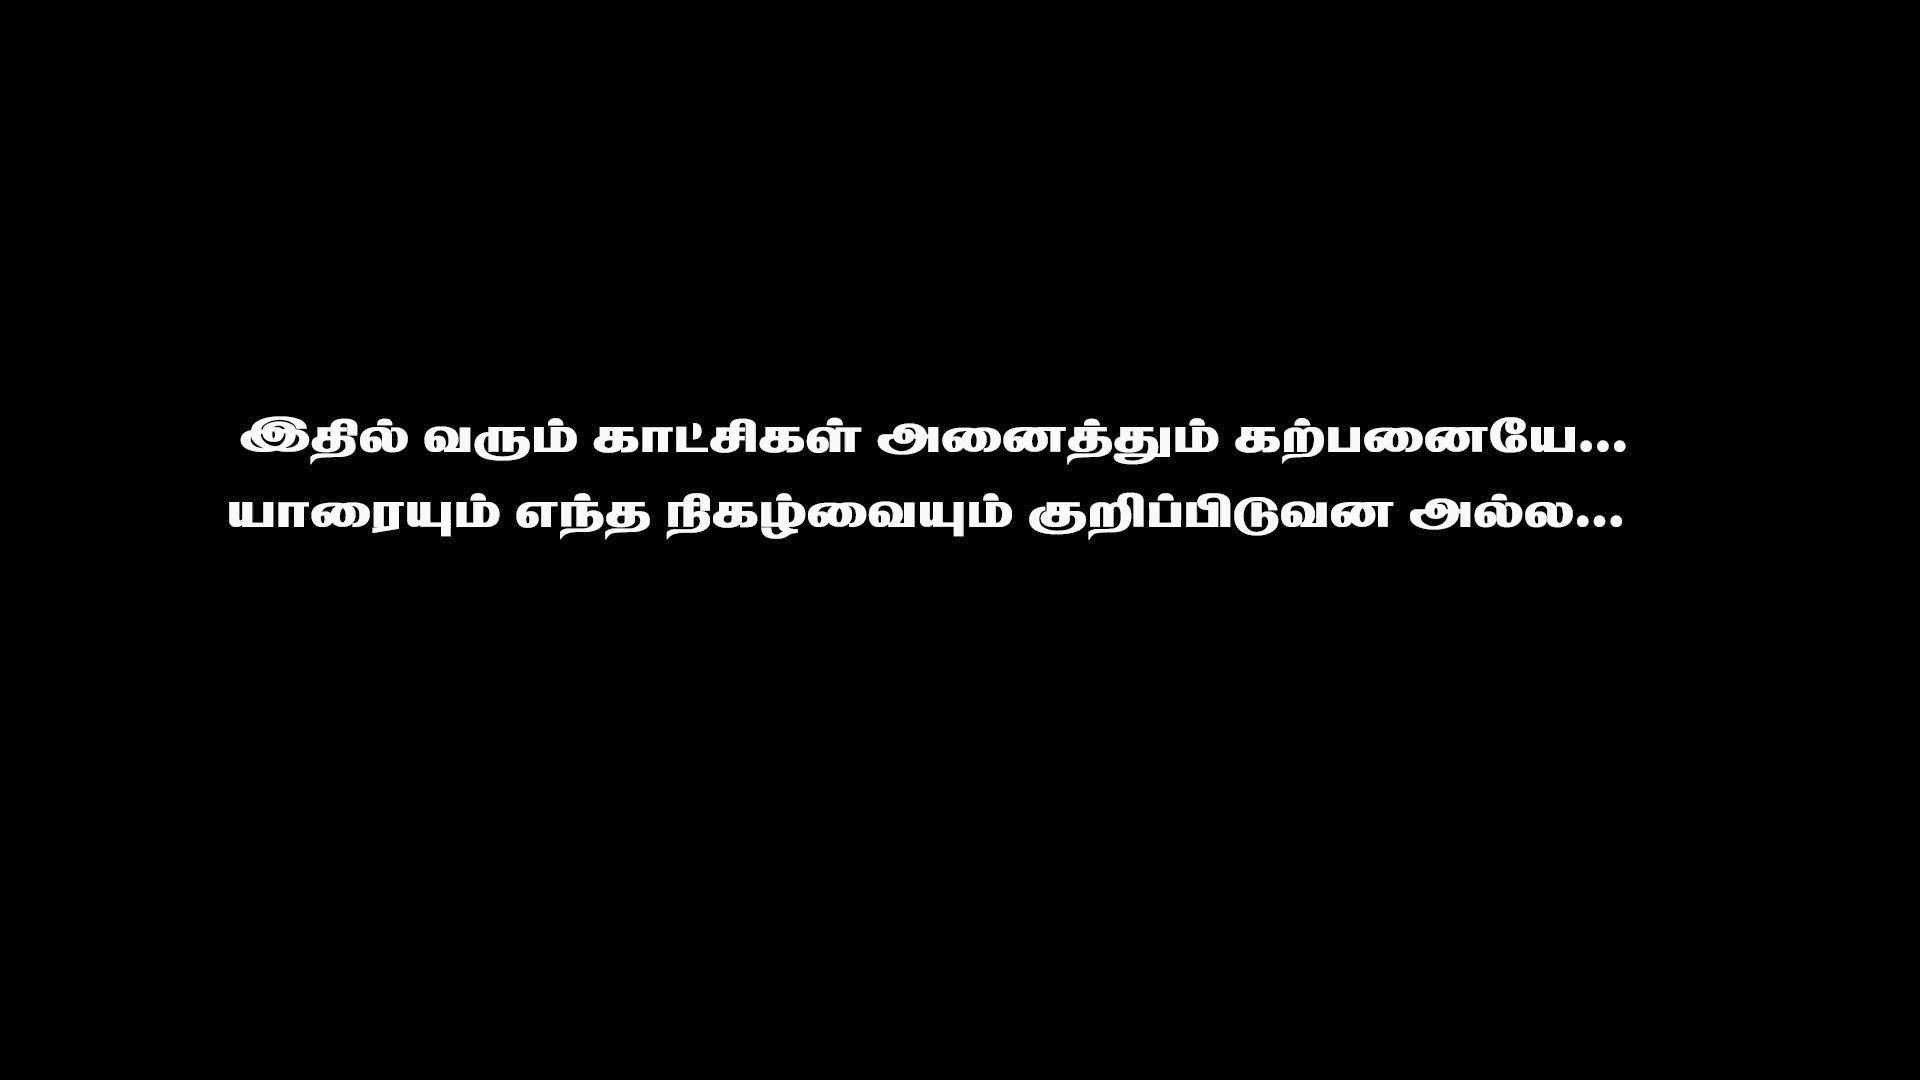 இதில் வரும் காட்சிகள் அனைத்தும் கற்பனையே...
யாரையும் எந்த நிகழ்வையும் குறிப்பிடுவன அல்ல...